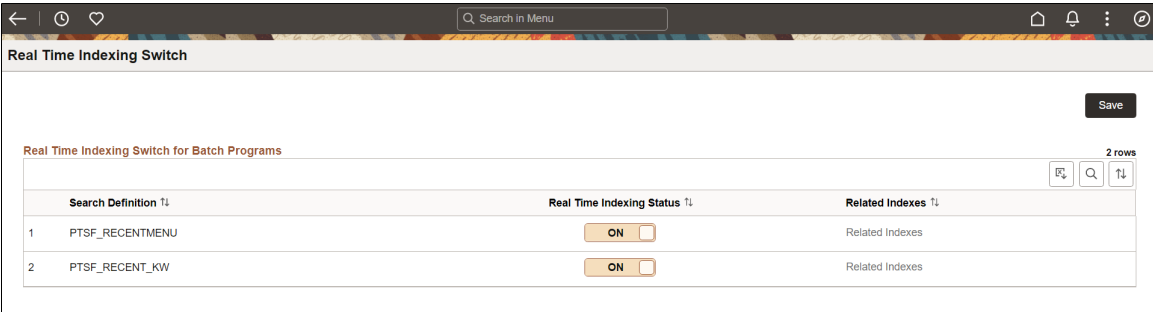 Search in Menu
Real Time Indexing Switch
Save
Real Time Indexing Switch for Batch Programs
2 rows
Search Definition
Real Time Indexing Status
Related Indexes
1
PTSF_RECENTMENU
ON
Related Indexes
2
PTSF_RECENT_KW
ON
Related Indexes